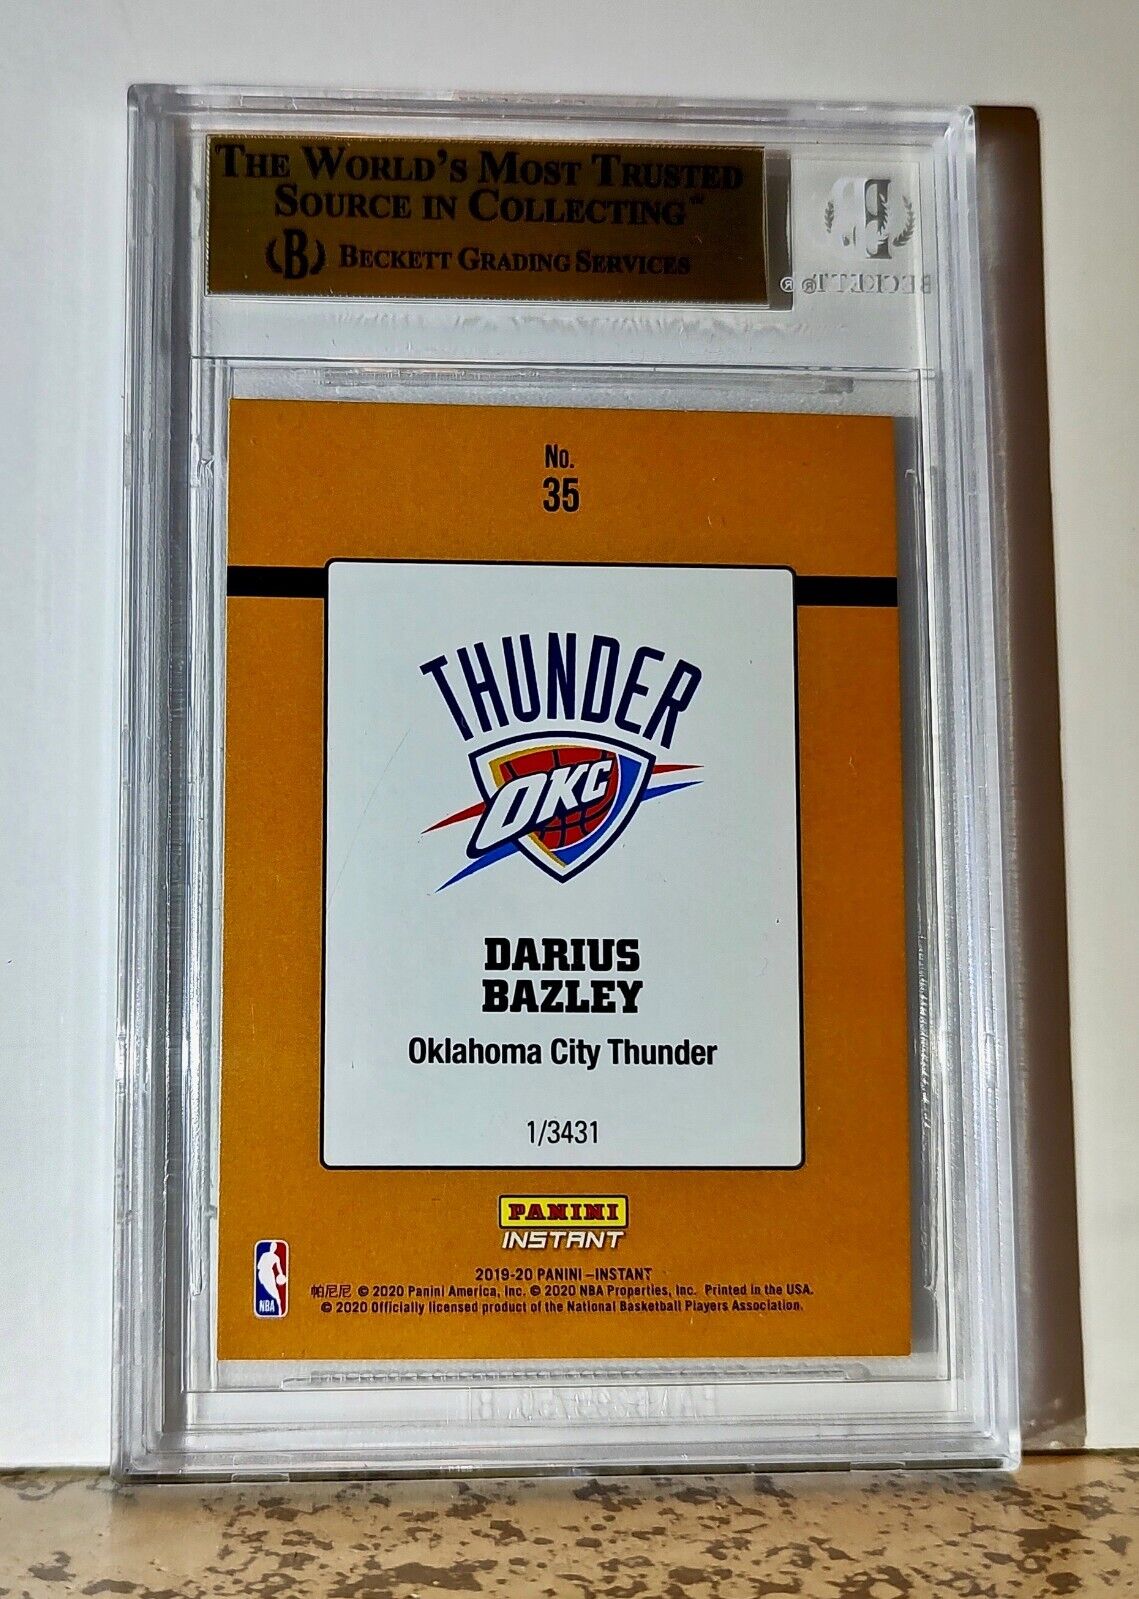 THE WORLD'S MOST TRUSTED
SOURCE IN COLLECTING™
B BECKETT GRADING SERVICES
BECKETT®
®
No.
35
THUNDER
OKC
DARIUS
BAZLEY
Oklahoma City Thunder
1/3431
PANINI
INSTANT
2019-20 PANINI –INSTANT
帕尼尼 © 2020 Panini America, Inc. © 2020 NBA Properties, Inc. Printed in the USA.
© 2020 Officially licensed product of the National Basketball Players Association.
NBA